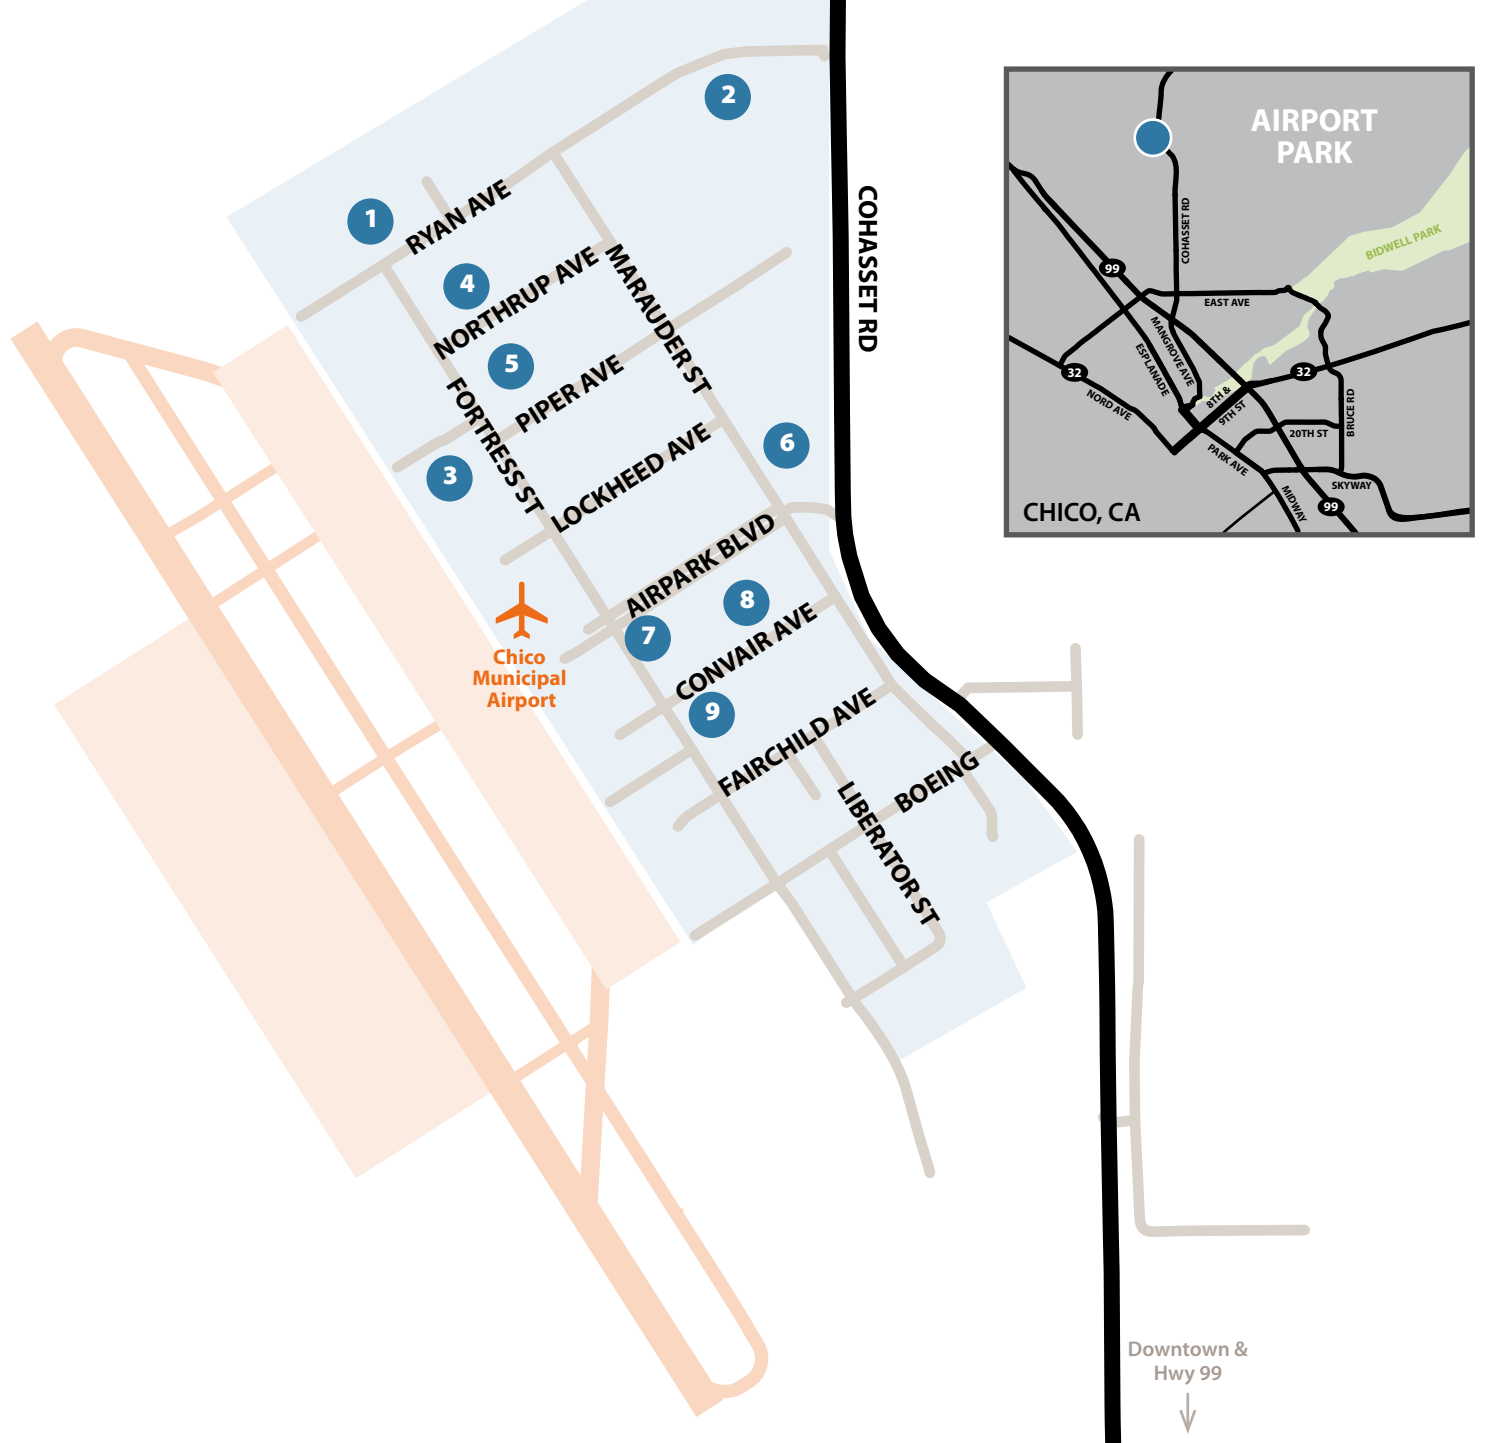 2
1
RYAN AVE
4
NORTHRUP AVE
MARAUDER ST
COHASSET RD
5
PIPER AVE
FORTRESS ST
3
LOCKHEED AVE
6
AIRPARK BLVD
8
7
CONVAIR AVE
9
FAIRCHILD AVE
LIBERATOR ST
BOEING
Chico
Municipal
Airport
Downtown &
Hwy 99
AIRPORT
PARK
COHASSET RD
BIDWELL PARK
99
EAST AVE
MANGROVE AVE
ESPLANADE
32
32
NORD AVE
8TH &
9TH ST
BRUCE RD
20TH ST
PARK AVE
SKYWAY
MIDWAY
99
CHICO, CA